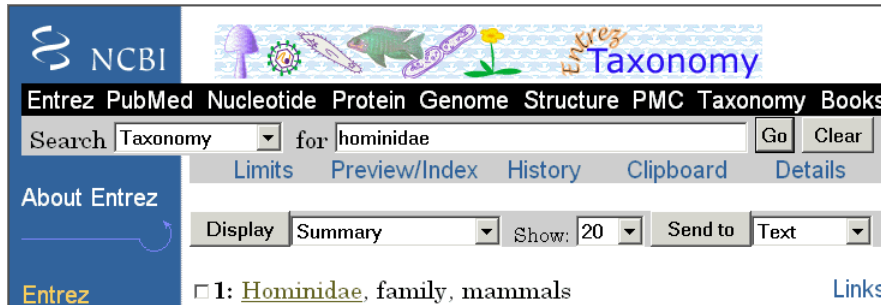 NCBI
Entrez Taxonomy
Entrez PubMed Nucleotide Protein Genome Structure PMC Taxonomy Books
Search Taxonomy for hominidae Go Clear
Limits Preview/Index History Clipboard Details
About Entrez
Display Summary Show: 20 Send to Text
Entrez
1: Hominidae, family, mammals Links